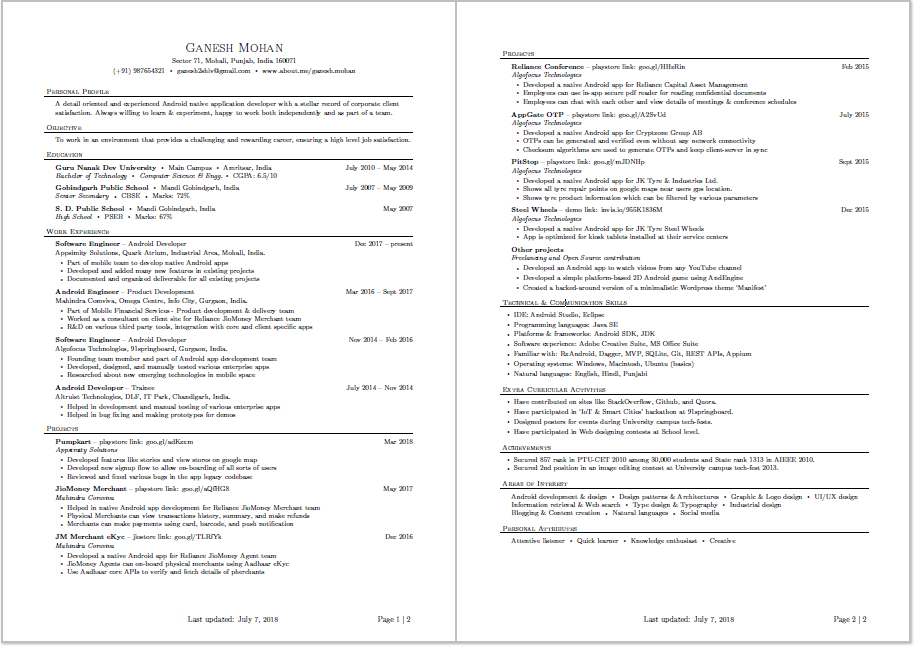 Ganesh Mohan
Sector 71, Mohali, Punjab, India 160071
(+91) 987654321 • ganesh2shiv@gmail.com • www.about.me/ganesh.mohan
Personal Profile
A detail oriented and experienced Android native application developer with a stellar record of corporate client
satisfaction. Always willing to learn & experiment, happy to work both independently and as part of a team.
Objective
To work in an environment that provides a challenging and rewarding career, ensuring a high level job satisfaction.
Education
Guru Nanak Dev University • Main Campus • Amritsar, India July 2010 – May 2014
Bachelor of Technology • Computer Science & Engg. • CGPA: 6.5/10
Gobindgarh Public School • Mandi Gobindgarh, India July 2007 – May 2009
Senior Secondary • CBSE • Marks: 72%
S. D. Public School • Mandi Gobindgarh, India May 2007
High School • PSEB • Marks: 67%
Work Experience
Software Engineer – Android Developer Dec 2017 – present
Appsimity Solutions, Quark Atrium, Industrial Area, Mohali, India.
• Part of mobile team to develop native Android apps
• Developed and added many new features in existing projects
• Documented and organized deliverable for all existing projects
Android Engineer – Product Development Mar 2016 – Sept 2017
Mahindra Comviva, Omega Centre, Info City, Gurgaon, India.
• Part of Mobile Financial Services - Product development & delivery team
• Worked as a consultant on client site for Reliance JioMoney Merchant team
• R&D on various third party tools, integration with core and client specific apps
Software Engineer – Android Developer Nov 2014 – Feb 2016
Algofocus Technologies, 91springboard, Gurgaon, India.
• Founding team member and part of Android app development team
• Developed, designed, and manually tested various enterprise apps
• Researched about new emerging technologies in mobile space
Android Developer – Trainee July 2014 – Nov 2014
Altruist Technologies, DLF, IT Park, Chandigarh, India.
• Helped in development and manual testing of various enterprise apps
• Helped in bug fixing and making prototypes for demos
Projects
Pumpkart – playstore link: goo.gl/adKzxm Mar 2018
Appsimity Solutions
• Developed features like stories and view stores on google map
• Developed new signup flow to allow on-boarding of all sorts of users
• Reviewed and fixed various bugs in the app legacy codebase
JioMoney Merchant – playstore link: goo.gl/aQfHG8 May 2017
Mahindra Comviva
• Helped in native Android app development for Reliance JioMoney Merchant team
• Physical Merchants can view transactions history, summary, and make refunds
• Merchants can make payments using card, barcode, and push notification
JM Merchant eKyc – jiostore link: goo.gl/TLRfYk Dec 2016
Mahindra Comviva
• Developed a native Android app for Reliance JioMoney Agent team
• JioMoney Agents can on-board physical merchants using Aadhaar eKyc
• Use Aadhaar core APIs to verify and fetch details of pherchants
Last updated: July 7, 2018 Page 1 | 2
Projects
Reliance Conference – playstore link: goo.gl/HHzRin Feb 2015
Algofocus Technologies
• Developed a native Android app for Reliance Capital Asset Management
• Employees can use in-app secure pdf reader for reading confidential documents
• Employees can chat with each other and view details of meetings & conference schedules
AppGate OTP – playstore link: goo.gl/A2SvUd July 2015
Algofocus Technologies
• Developed a native Android app for Cryptzone Group AB
• OTPs can be generated and verified even without any network connectivity
• Checksum algorithms are used to generate OTPs and keep client-server in sync
PitStop – playstore link: goo.gl/mJDNHp Sept 2015
Algofocus Technologies
• Developed a native Android app for JK Tyre & Industries Ltd.
• Shows all tyre repair points on google maps near users gps location.
• Shows tyre product information which can be filtered by various parameters
Steel Wheels – demo link: invis.io/955K1836M Dec 2015
Algofocus Technologies
• Developed a native Android app for JK Tyre Steel Wheels
• App is optimized for kiosk tablets installed at their service centers
Other projects
Freelancing and Open Source contribution
• Developed an Android app to watch videos from any YouTube channel
• Developed a simple platform-based 2D Android game using AndEngine
• Created a hacked-around version of a minimalistic Wordpress theme 'Manifest'
Technical & Communication Skills
• IDE: Android Studio, Eclipse
• Programming language: Java SE
• Platforms & frameworks: Android SDK, JDK
• Software experience: Adobe Creative Suite, MS Office Suite
• Familiar with: RxAndroid, Dagger, MVP, SQLite, Git, REST APIs, Appium
• Operating systems: Windows, Macintosh, Ubuntu (basics)
• Natural languages: English, Hindi, Punjabi
Extra Curricular Activities
• Have contributed on sites like StackOverflow, Github, and Quora.
• Have participated in 'IoT & Smart Cities' hackathon at 91springboard.
• Designed posters for events during University campus tech-fests.
• Have participated in Web designing contests at School level.
Achievements
• Secured 857 rank in PTU-CET 2010 among 30,000 students and State rank 1313 in AIEEE 2010.
• Secured 2nd position in an image editing contest at University campus tech-fest 2013.
Areas of Interest
Android development & design • Design patterns & Architectures • Graphic & Logo design • UI/UX design
Information retrieval & Web search • Type design & Typography • Industrial design
Blogging & Content creation • Natural languages • Social media
Personal Attributes
Attentive listener • Quick learner • Knowledge enthusiast • Creative
Last updated: July 7, 2018 Page 2 | 2